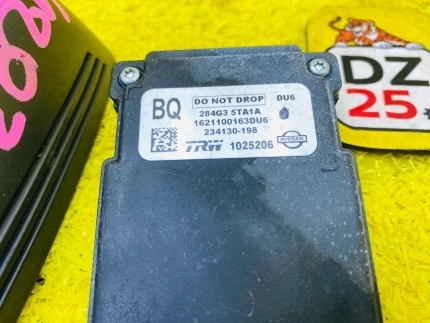 BQ DO NOT DROP DU6
284G3 5TA1A
1621100163DU6
234130-198
TRW 1025206 NISSAN
DZ
25.